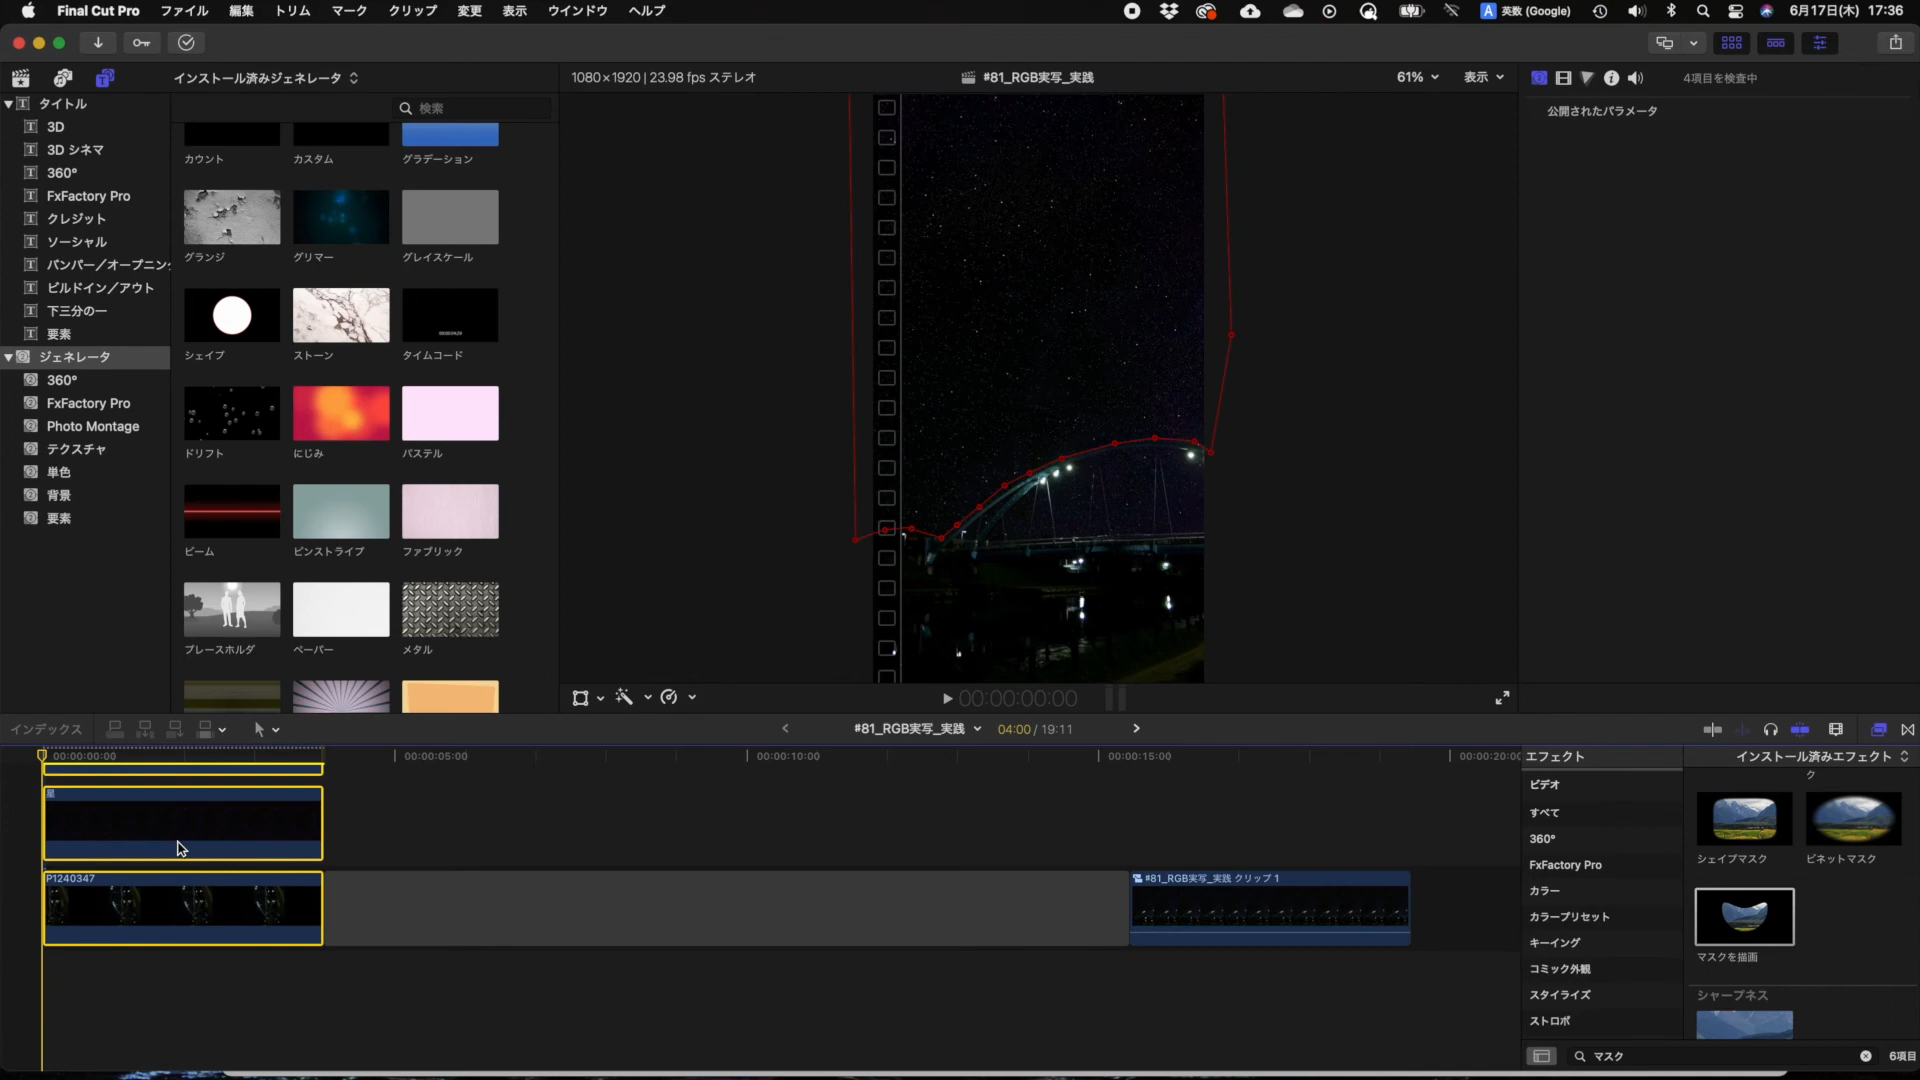 Final Cut Pro ファイル 編集 トリム マーク クリップ 変更 表示 ウインドウ ヘルプ
A 英数 (Google) 6月17日(木) 17:36
インストール済みジェネレータ
1080×1920 | 23.98 fps ステレオ
#81_RGB実写_実践
61% 表示
4項目を検査中
公開されたパラメータ
検索
タイトル
3D
3D シネマ
360°
FxFactory Pro
クレジット
ソーシャル
バンパー／オープニン
ビルドイン／アウト
下三分の一
要素
ジェネレータ
360°
FxFactory Pro
Photo Montage
テクスチャ
単色
背景
要素
カウント カスタム グラデーション
グランジ グリマー グレイスケール
シェイプ ストーン タイムコード
ドリフト にじみ パステル
ビーム ピンストライプ ファブリック
プレースホルダ ペーパー メタル
00:00:00:00
インデックス
#81_RGB実写_実践 04:00 / 19:11
00:00:00:00 00:00:05:00 00:00:10:00 00:00:15:00 00:00:20:00
星
P1240347
#81_RGB実写_実践 クリップ 1
エフェクト
インストール済みエフェクト
ビデオ
すべて
360°
FxFactory Pro
カラー
カラープリセット
キーイング
コミック外観
スタイライズ
ストロボ
ク
シェイプマスク ビネットマスク
マスクを描画
シャープネス
マスク
6項目